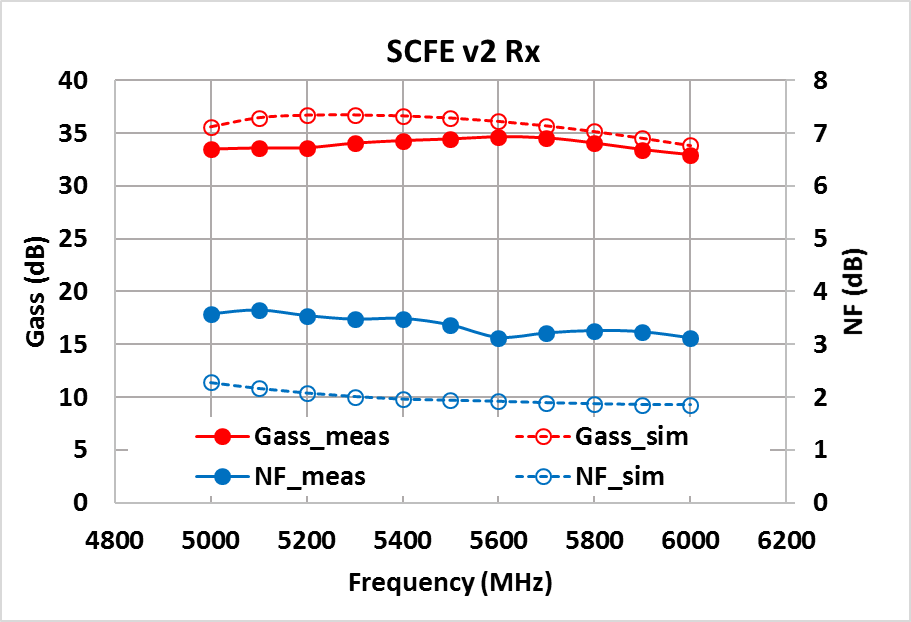 SCFE v2 Rx
40 8
35 7
30 6
25 5
20 4
15 3
10 2
5 1
0 0
Gass (dB)
NF (dB)
Gass_meas Gass_sim
NF_meas NF_sim
4800 5000 5200 5400 5600 5800 6000 6200
Frequency (MHz)